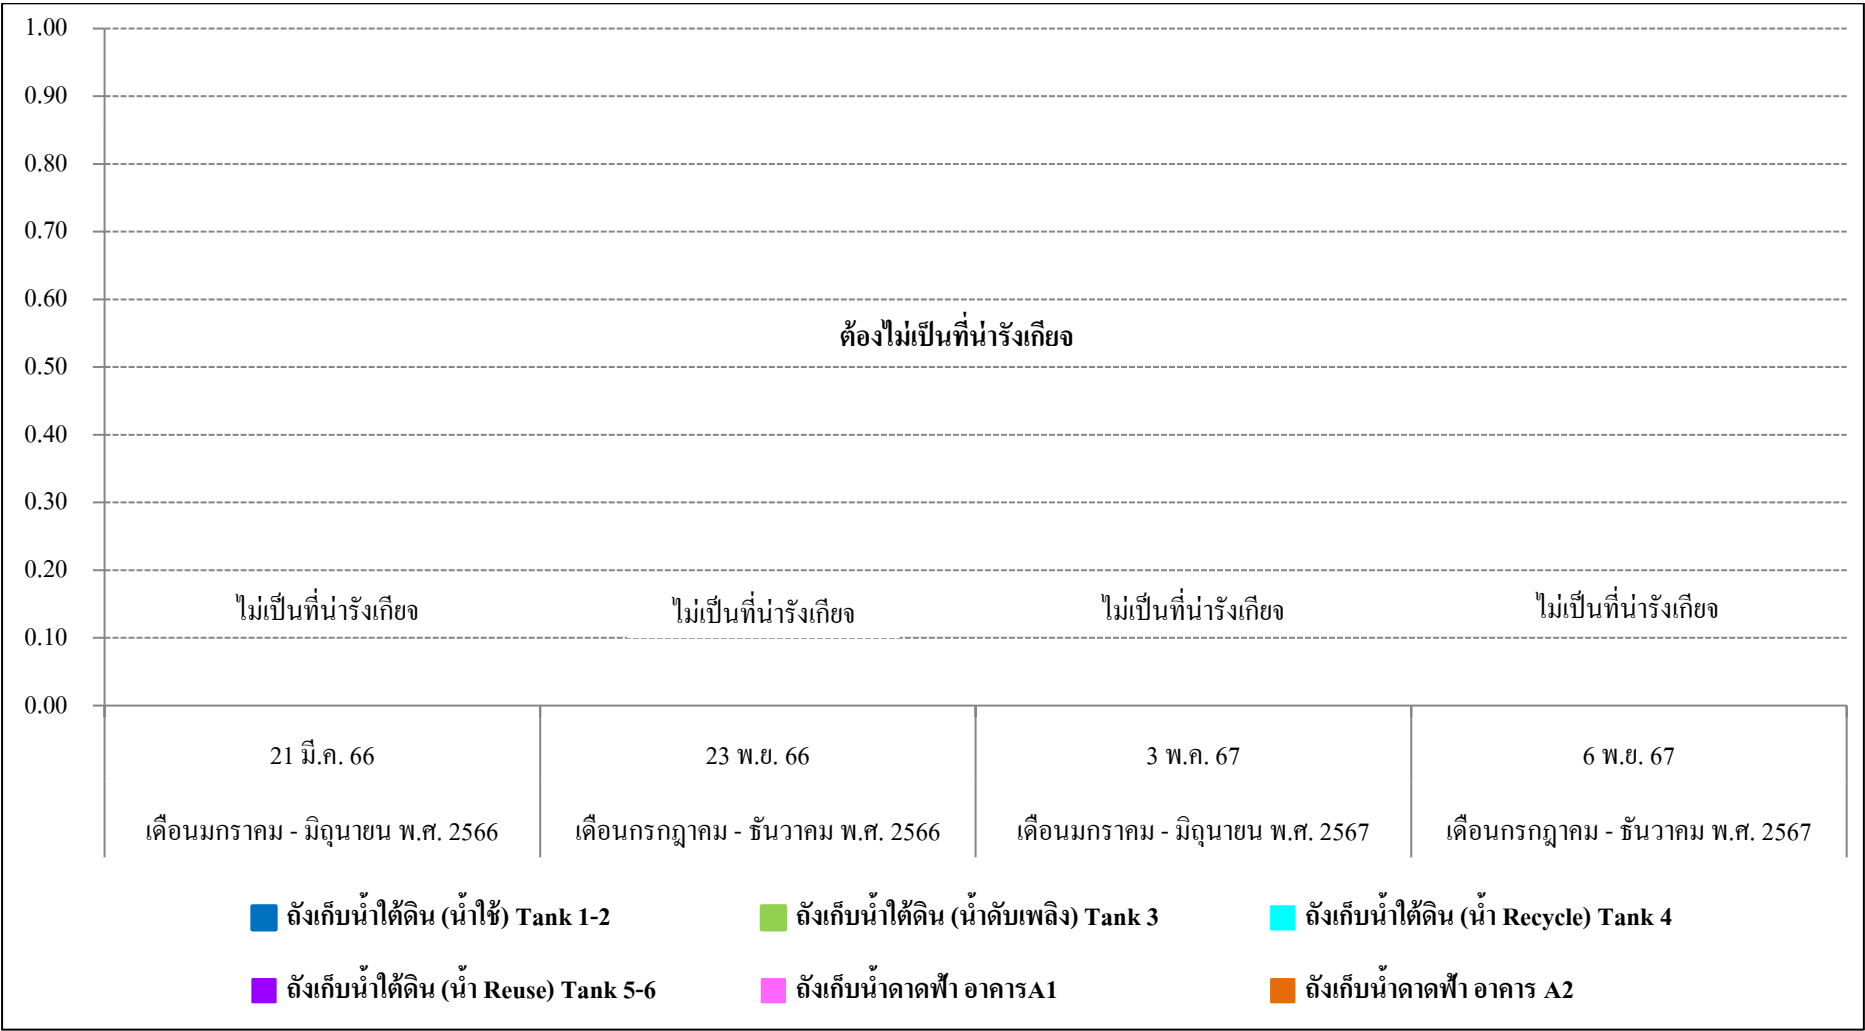 1.00
0.90
0.80
0.70
0.60
ต้องไม่เป็นที่น่ารังเกียจ
0.50
0.40
0.30
0.20
ไม่เป็นที่น่ารังเกียจ ไม่เป็นที่น่ารังเกียจ ไม่เป็นที่น่ารังเกียจ ไม่เป็นที่น่ารังเกียจ
0.10
0.00
21 มี.ค. 66 23 พ.ย. 66 3 พ.ค. 67 6 พ.ย. 67
เดือนมกราคม - มิถุนายน พ.ศ. 2566 เดือนกรกฎาคม - ธันวาคม พ.ศ. 2566 เดือนมกราคม - มิถุนายน พ.ศ. 2567 เดือนกรกฎาคม - ธันวาคม พ.ศ. 2567
ถังเก็บน้ำใต้ดิน (น้ำใช้) Tank 1-2 ถังเก็บน้ำใต้ดิน (น้ำดับเพลิง) Tank 3 ถังเก็บน้ำใต้ดิน (น้ำ Recycle) Tank 4
ถังเก็บน้ำใต้ดิน (น้ำ Reuse) Tank 5-6 ถังเก็บน้ำดาดฟ้า อาคารA1 ถังเก็บน้ำดาดฟ้า อาคาร A2